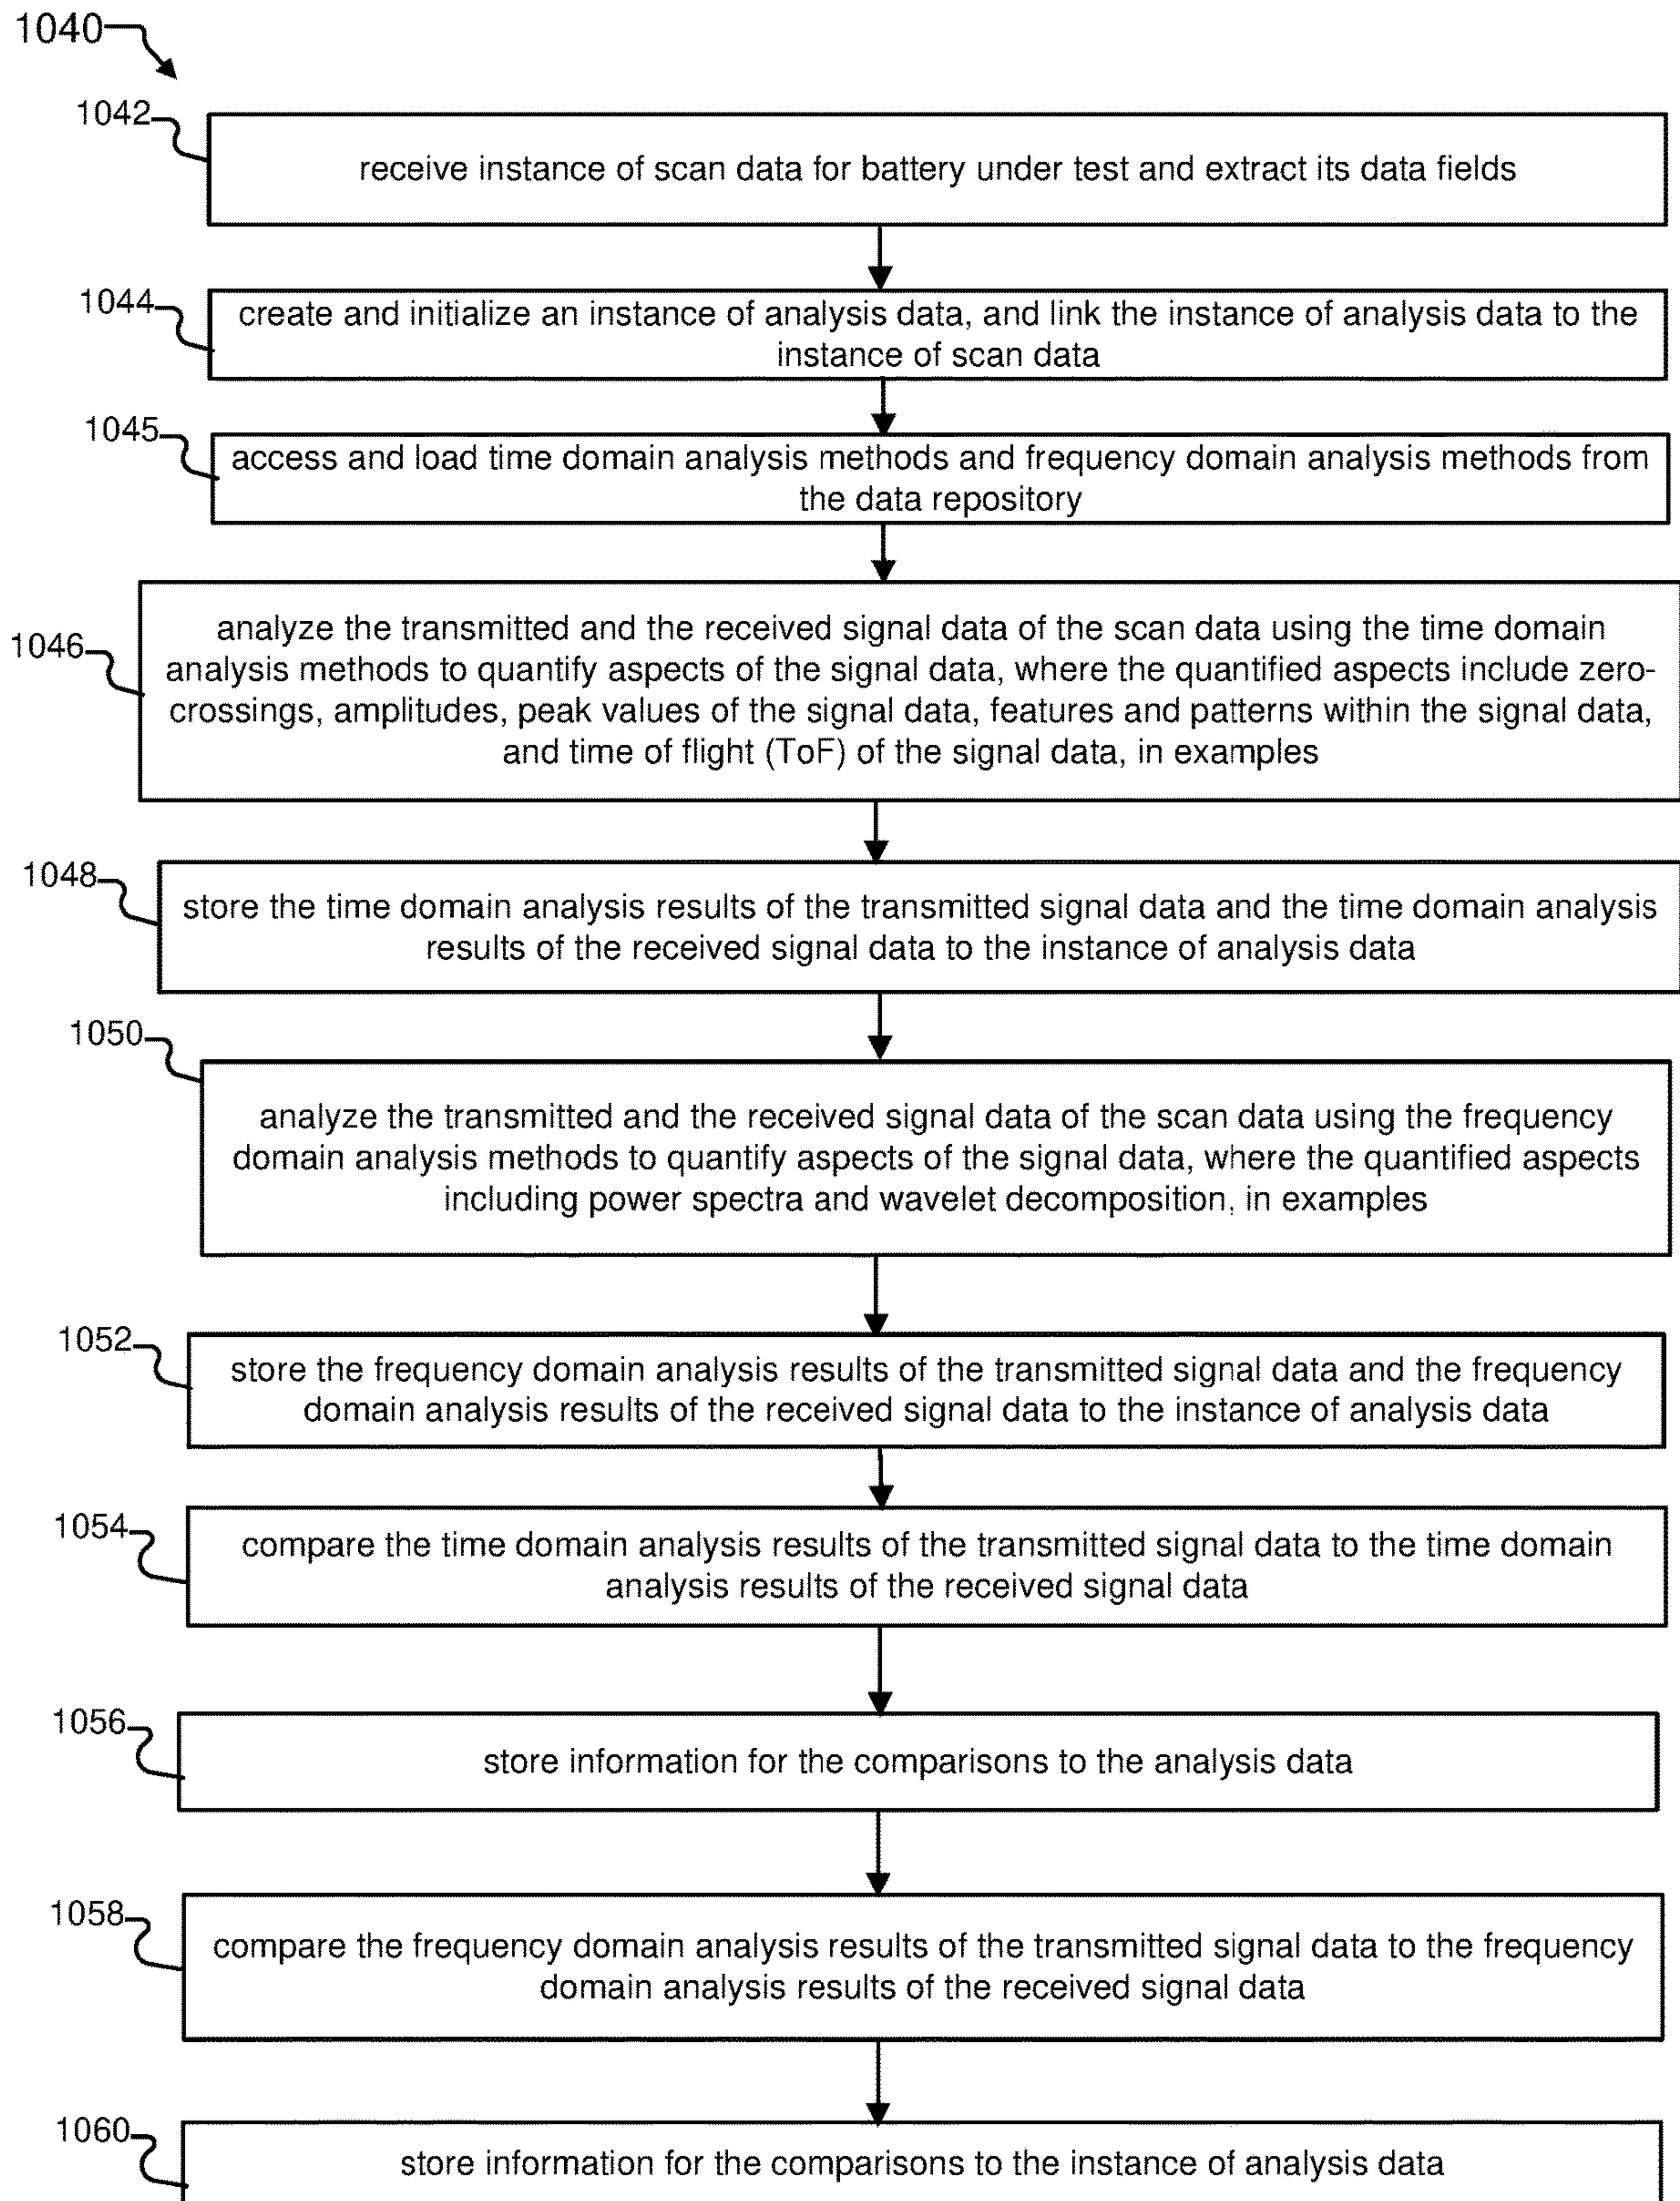 1040
1042
receive instance of scan data for battery under test and extract its data fields
1044
create and initialize an instance of analysis data, and link the instance of analysis data to the
instance of scan data
1045
access and load time domain analysis methods and frequency domain analysis methods from
the data repository
1046
analyze the transmitted and the received signal data of the scan data using the time domain
analysis methods to quantify aspects of the signal data, where the quantified aspects include zero-
crossings, amplitudes, peak values of the signal data, features and patterns within the signal data,
and time of flight (ToF) of the signal data, in examples
1048
store the time domain analysis results of the transmitted signal data and the time domain analysis
results of the received signal data to the instance of analysis data
1050
analyze the transmitted and the received signal data of the scan data using the frequency
domain analysis methods to quantify aspects of the signal data, where the quantified aspects
including power spectra and wavelet decomposition, in examples
1052
store the frequency domain analysis results of the transmitted signal data and the frequency
domain analysis results of the received signal data to the instance of analysis data
1054
compare the time domain analysis results of the transmitted signal data to the time domain
analysis results of the received signal data
1056
store information for the comparisons to the analysis data
1058
compare the frequency domain analysis results of the transmitted signal data to the frequency
domain analysis results of the received signal data
1060
store information for the comparisons to the instance of analysis data